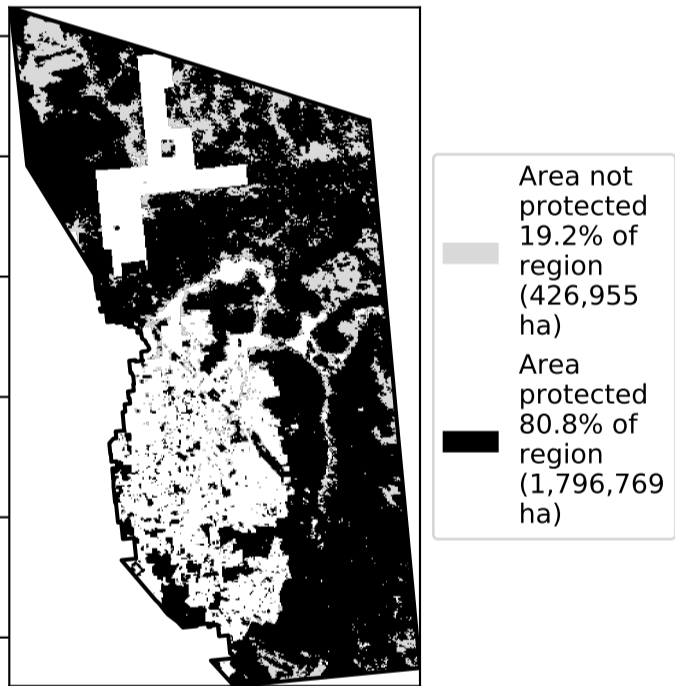 Area not
protected
19.2% of
region
(426,955
ha)
Area
protected
80.8% of
region
(1,796,769
ha)